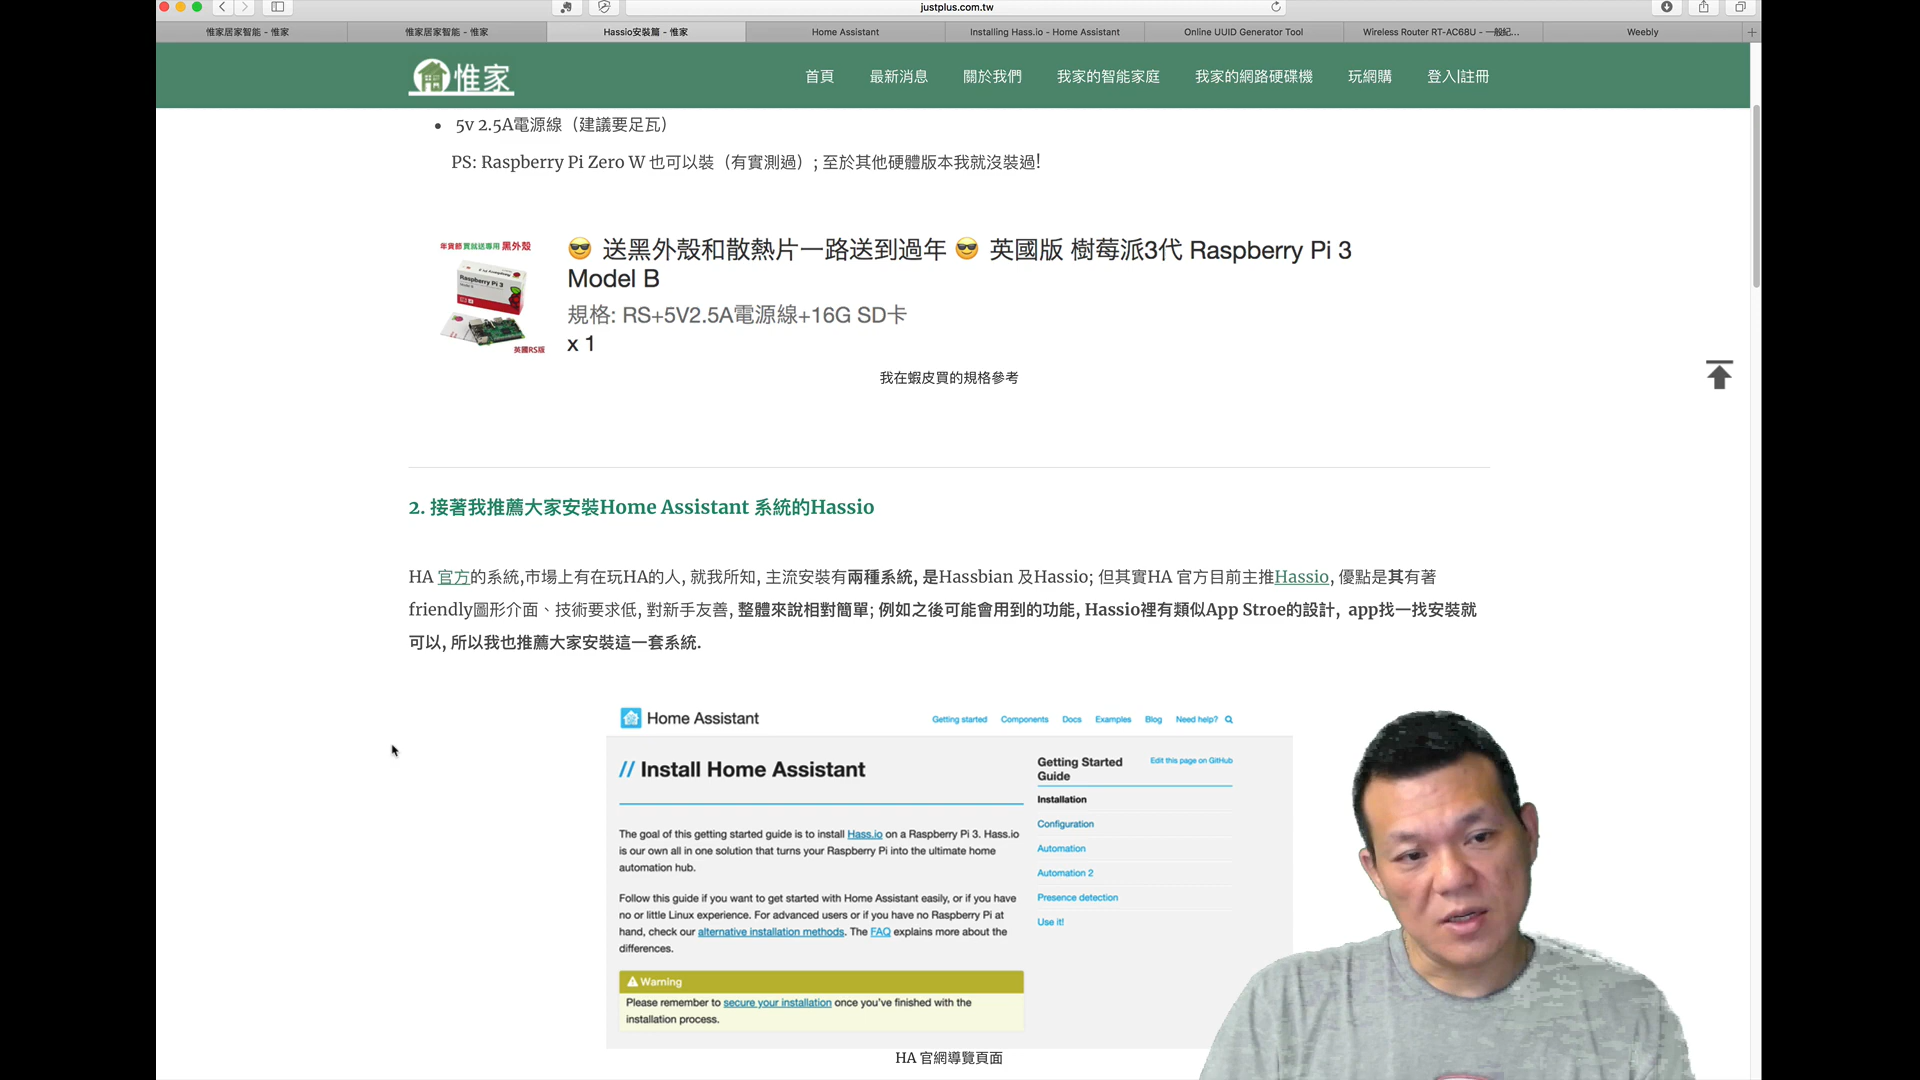 justplus.com.tw
惟家居家智能 - 惟家
惟家居家智能 - 惟家
Hassio安裝篇 - 惟家
Home Assistant
Installing Hass.io - Home Assistant
Online UUID Generator Tool
Wireless Router RT-AC68U - 一般紀...
Weebly
惟家
首頁
最新消息
關於我們
我家的智能家庭
我家的網路硬碟機
玩網購
登入|註冊
5v 2.5A電源線（建議要足瓦）
PS: Raspberry Pi Zero W 也可以裝（有實測過）; 至於其他硬體版本我就沒裝過!
年貨節 買就送專用 黑外殼
Raspberry Pi 3
英國RS版
😎 送黑外殼和散熱片一路送到過年 😎 英國版 樹莓派3代 Raspberry Pi 3
Model B
規格: RS+5V2.5A電源線+16G SD卡
x 1
我在蝦皮買的規格參考
2. 接著我推薦大家安裝Home Assistant 系統的Hassio
HA 官方的系統,市場上有在玩HA的人, 就我所知, 主流安裝有兩種系統, 是Hassbian 及Hassio; 但其實HA 官方目前主推Hassio, 優點是其有著
friendly圖形介面、技術要求低, 對新手友善, 整體來說相對簡單; 例如之後可能會用到的功能, Hassio裡有類似App Stroe的設計,  app找一找安裝就
可以, 所以我也推薦大家安裝這一套系統.
Home Assistant
Getting started
Components
Docs
Examples
Blog
Need help?
// Install Home Assistant
The goal of this getting started guide is to install Hass.io on a Raspberry Pi 3. Hass.io
is our own all in one solution that turns your Raspberry Pi into the ultimate home
automation hub.
Follow this guide if you want to get started with Home Assistant easily, or if you have
no or little Linux experience. For advanced users or if you have no Raspberry Pi at
hand, check our alternative installation methods. The FAQ explains more about the
differences.
Warning
Please remember to secure your installation once you've finished with the
installation process.
Getting Started
Guide
Edit this page on GitHub
Installation
Configuration
Automation
Automation 2
Presence detection
Use it!
HA 官網導覽頁面